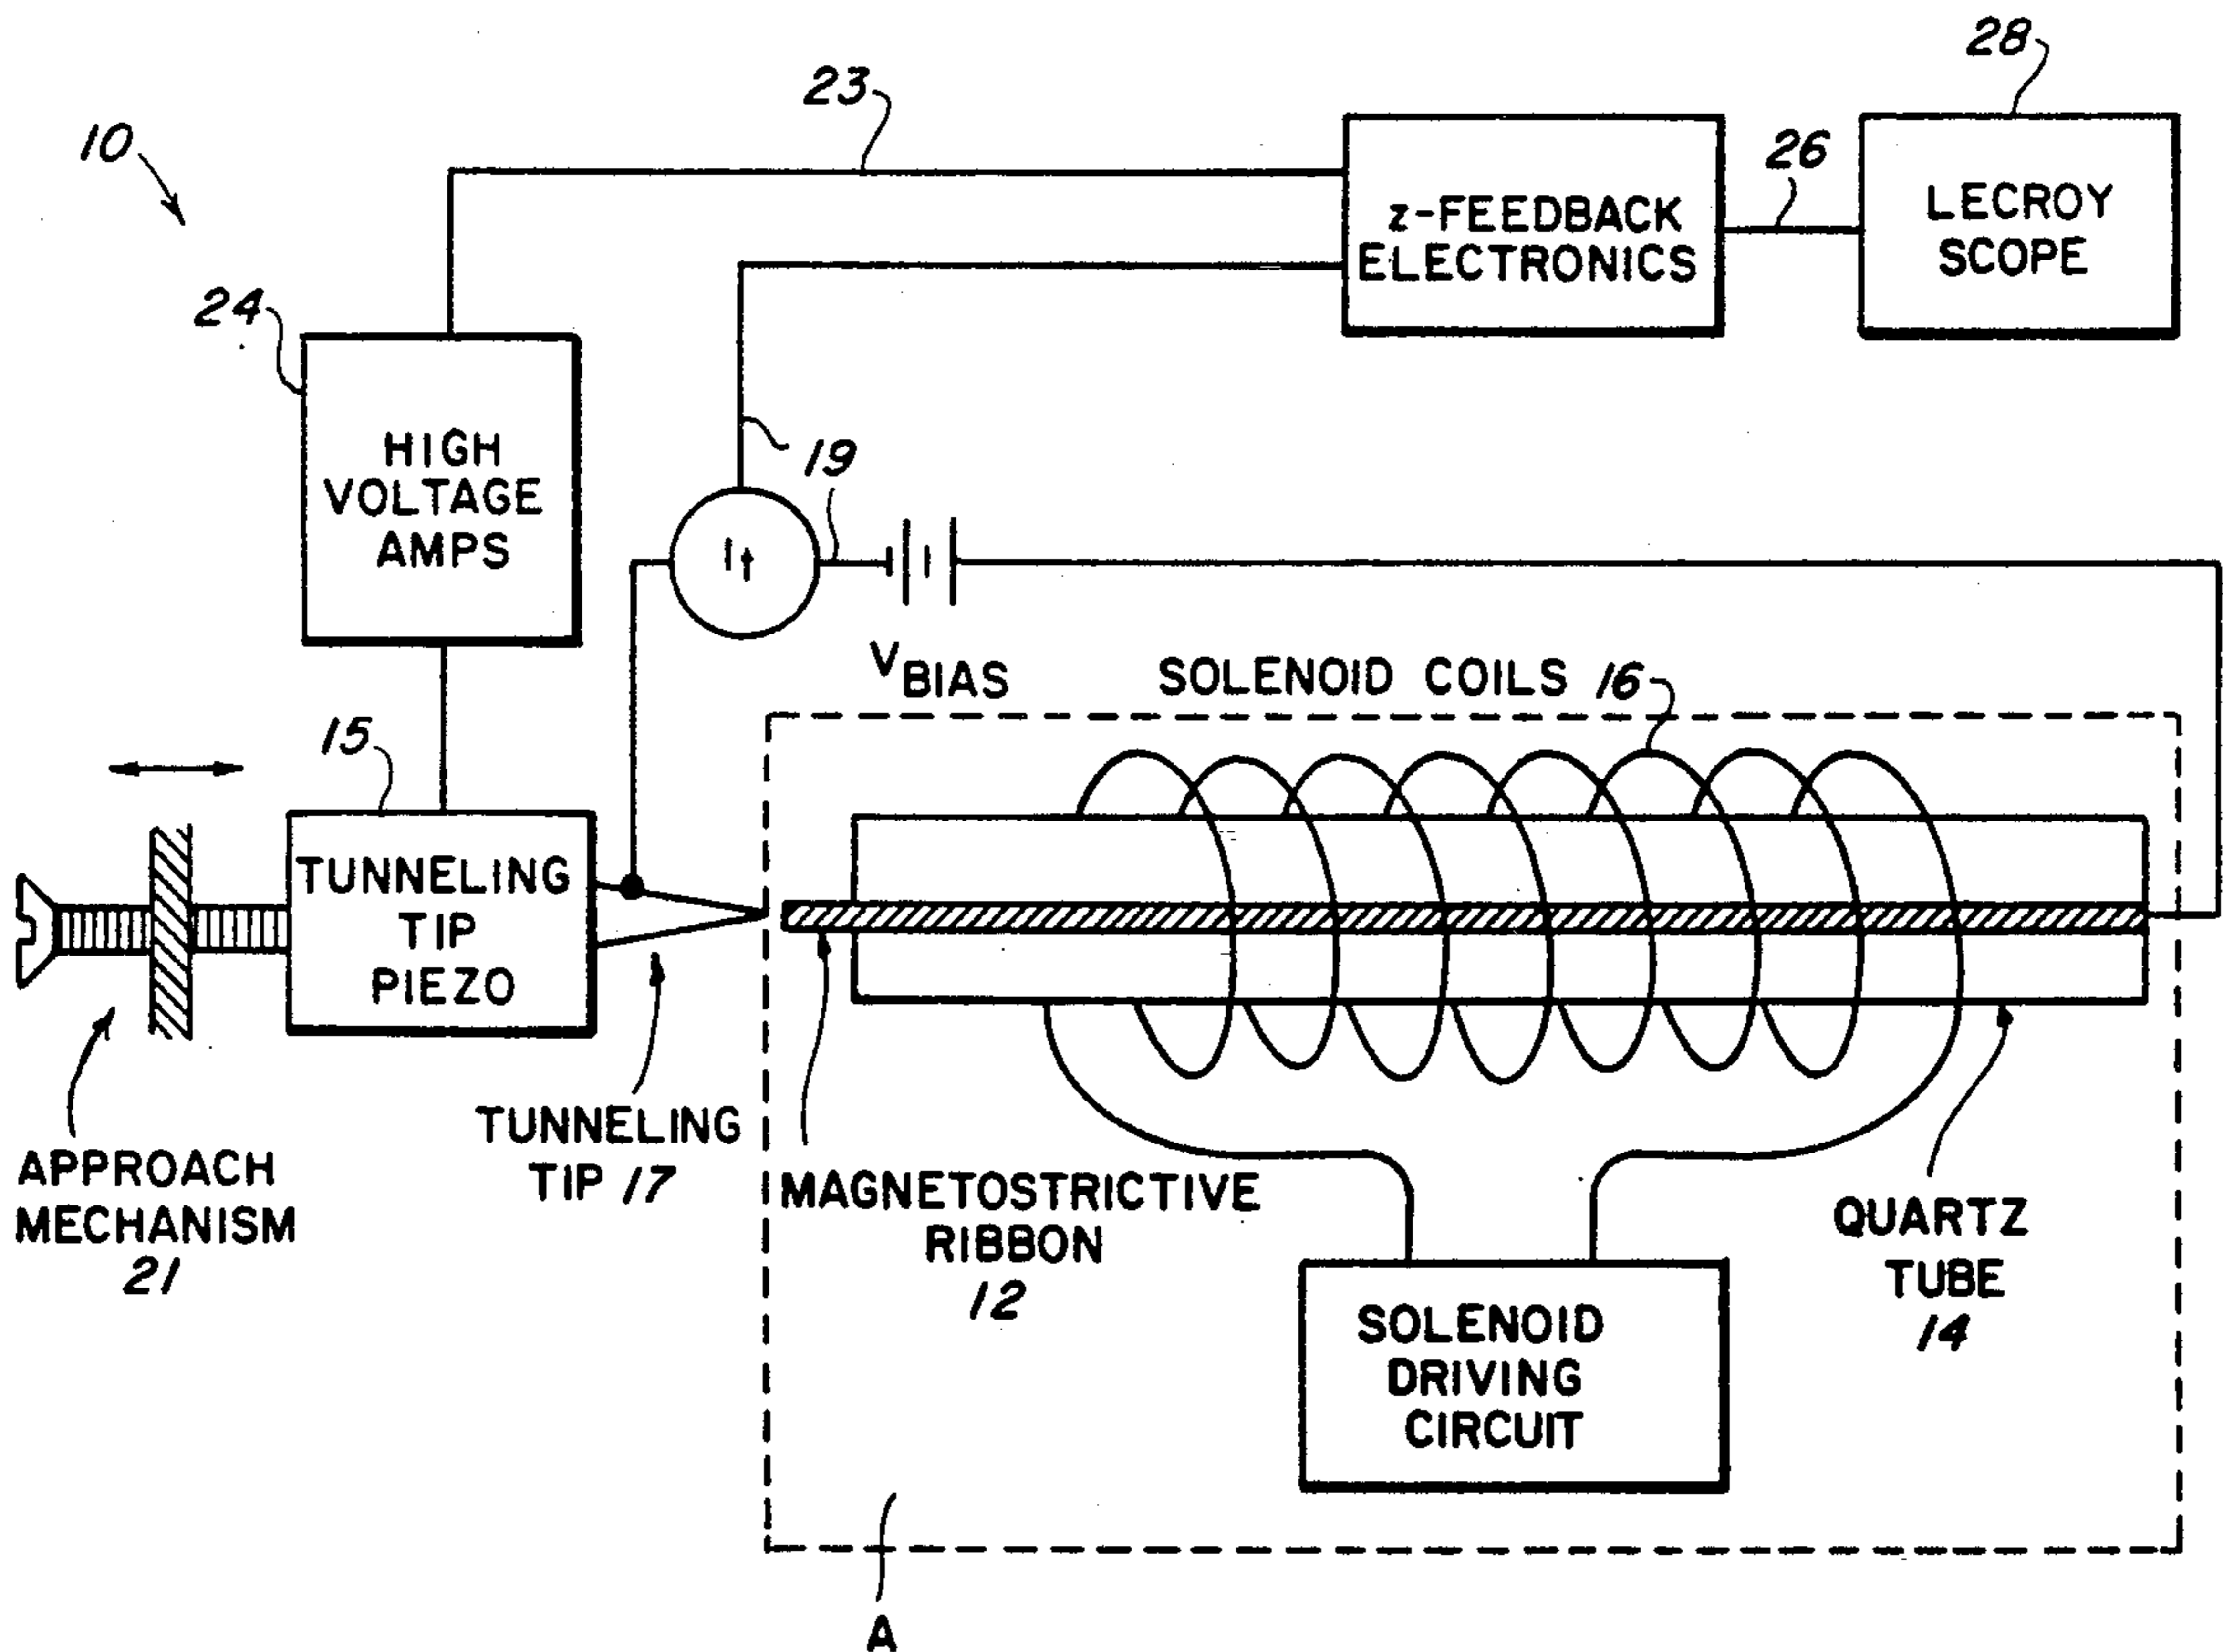 28
23
10
26
z-FEEDBACK
ELECTRONICS
LECROY
SCOPE
24
HIGH
VOLTAGE
AMPS
19
It
VBIAS
SOLENOID COILS 16
15
TUNNELING
TIP
PIEZO
TUNNELING
TIP 17
APPROACH
MECHANISM
21
MAGNETOSTRICTIVE
RIBBON
12
QUARTZ
TUBE
14
SOLENOID
DRIVING
CIRCUIT
A